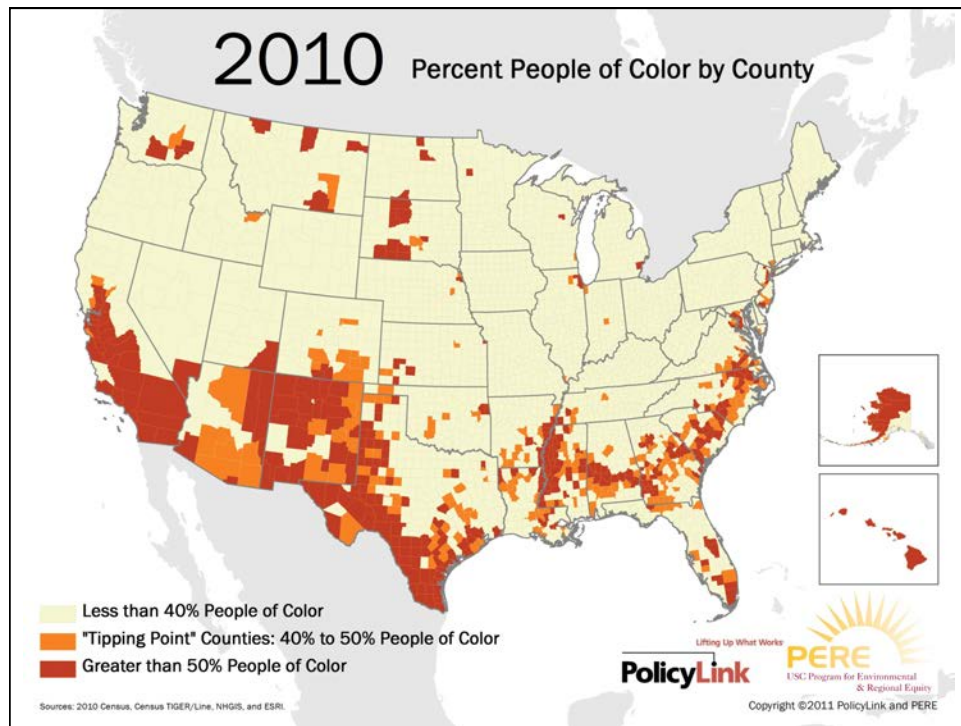 2010 Percent People of Color by County
Less than 40% People of Color
"Tipping Point" Counties: 40% to 50% People of Color
Greater than 50% People of Color
Lifting Up What Works
PolicyLink
PERE
USC Program for Environmental
& Regional Equity
Sources: 2010 Census, Census TIGER/Line, NHGIS, and ESRI.
Copyright ©2011 PolicyLink and PERE